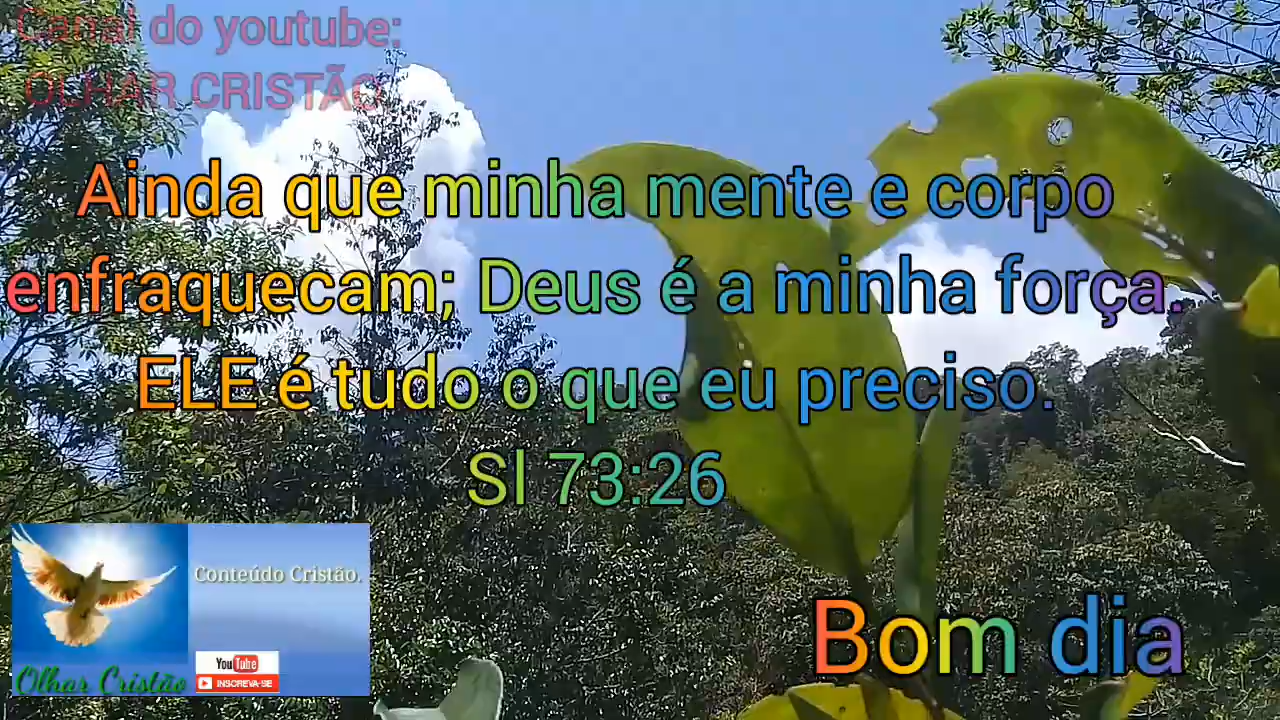 Canal do youtube:
OLHAR CRISTÃO
Ainda que minha mente e corpo
enfraquecam; Deus é a minha força.
ELE é tudo o que eu preciso.
Sl 73:26
Conteúdo Cristão.
YouTube
INSCREVA-SE
Olhar Cristão
Bom dia